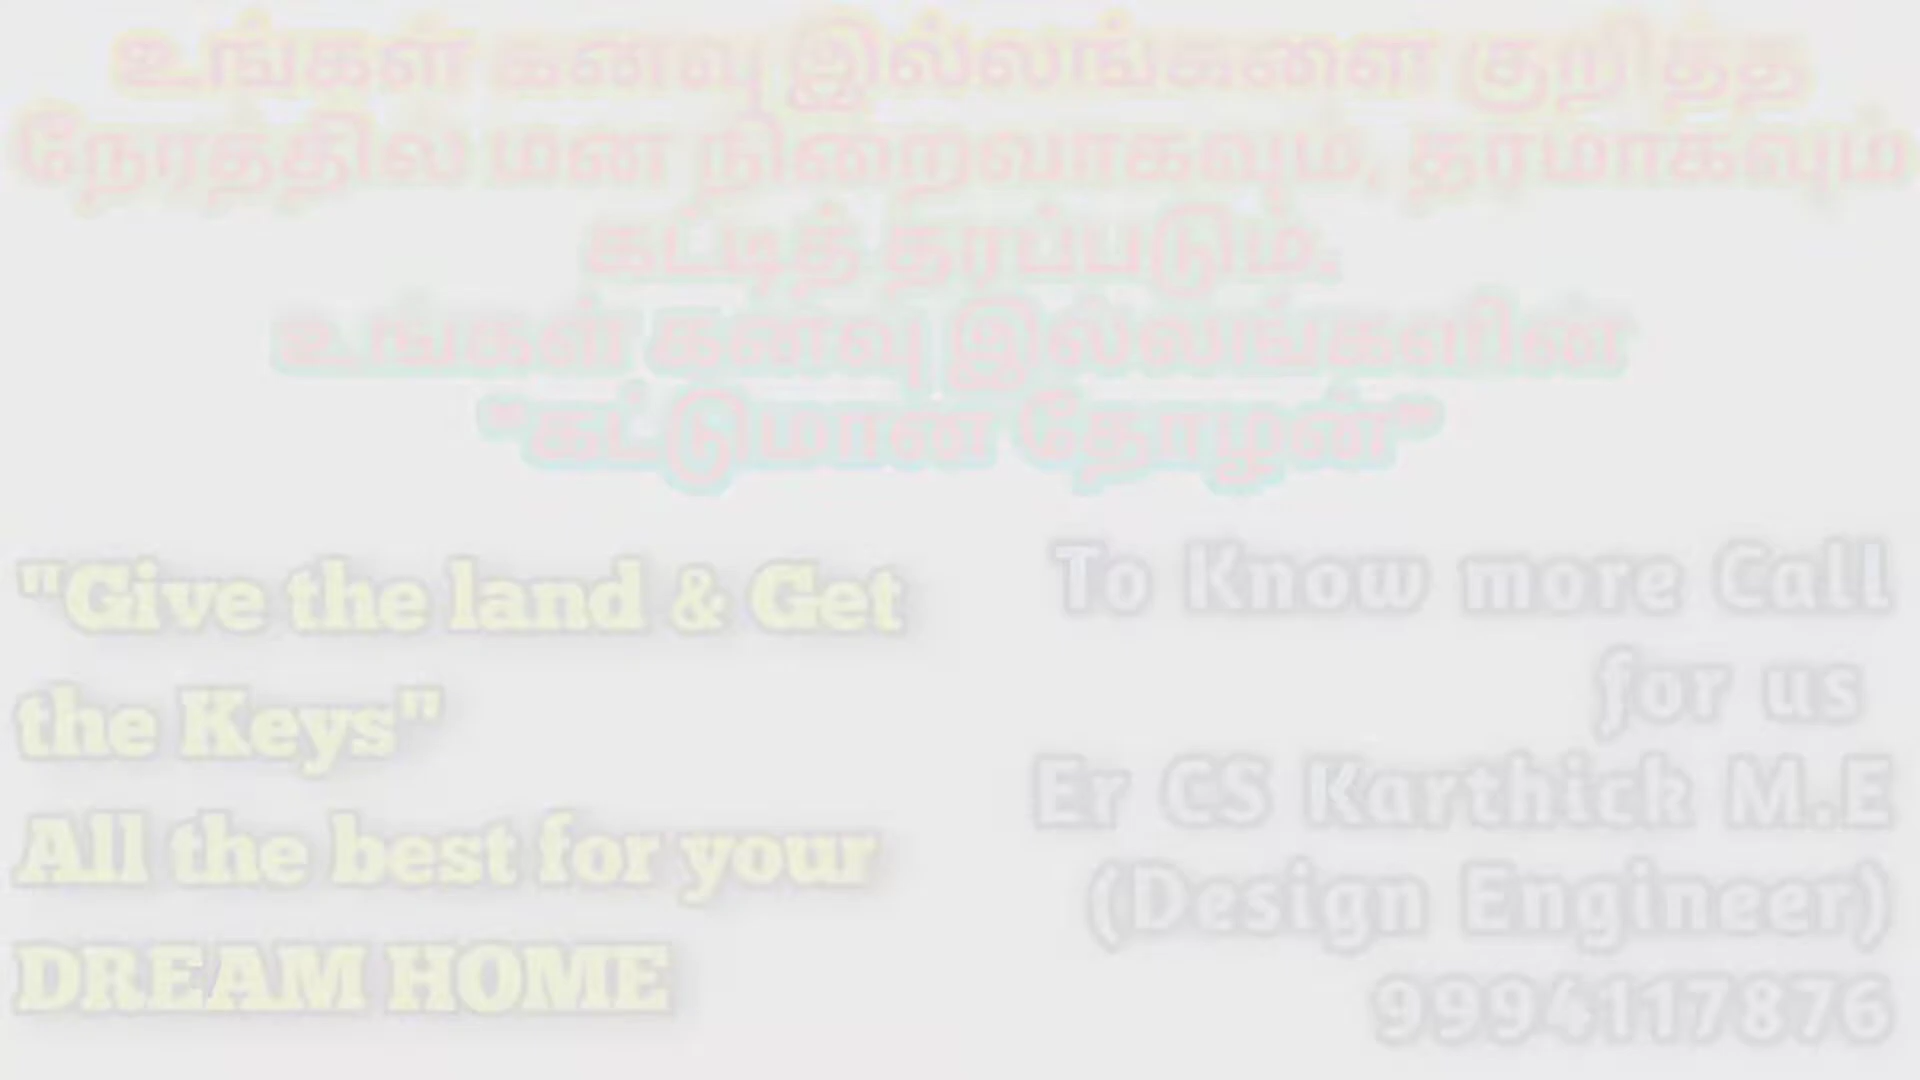 உங்கள் கனவு இல்லங்களை குறித்த
நேரத்தில் மன நிறைவாகவும், தரமாகவும்
கட்டித் தரப்படும்.
உங்கள் கனவு இல்லங்களின்
"கட்டுமான தோழன்"
"Give the land & Get
the Keys"
All the best for your
DREAM HOME
To Know more Call
for us
Er CS Karthick M.E
(Design Engineer)
9994117876